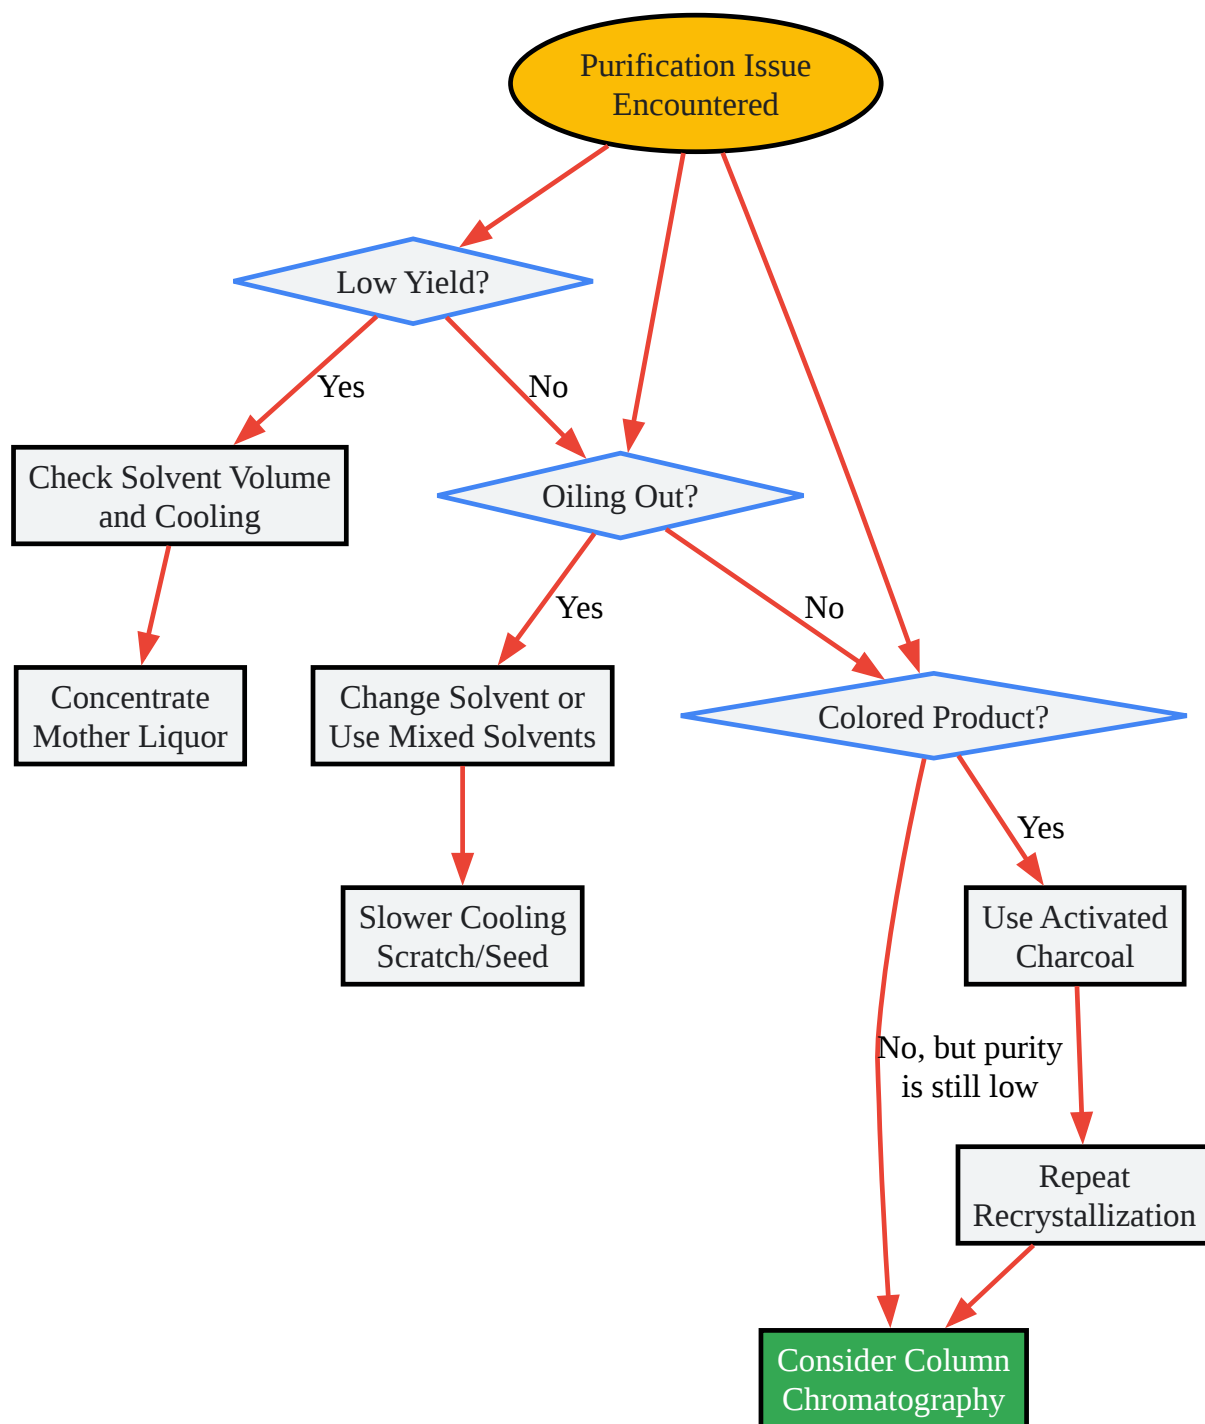 Purification Issue
Encountered
Low Yield?
Yes
No
Check Solvent Volume
and Cooling
Oiling Out?
Yes
No
Concentrate
Mother Liquor
Change Solvent or
Use Mixed Solvents
Colored Product?
Yes
Slower Cooling
Scratch/Seed
Use Activated
Charcoal
No, but purity
is still low
Repeat
Recrystallization
Consider Column
Chromatography